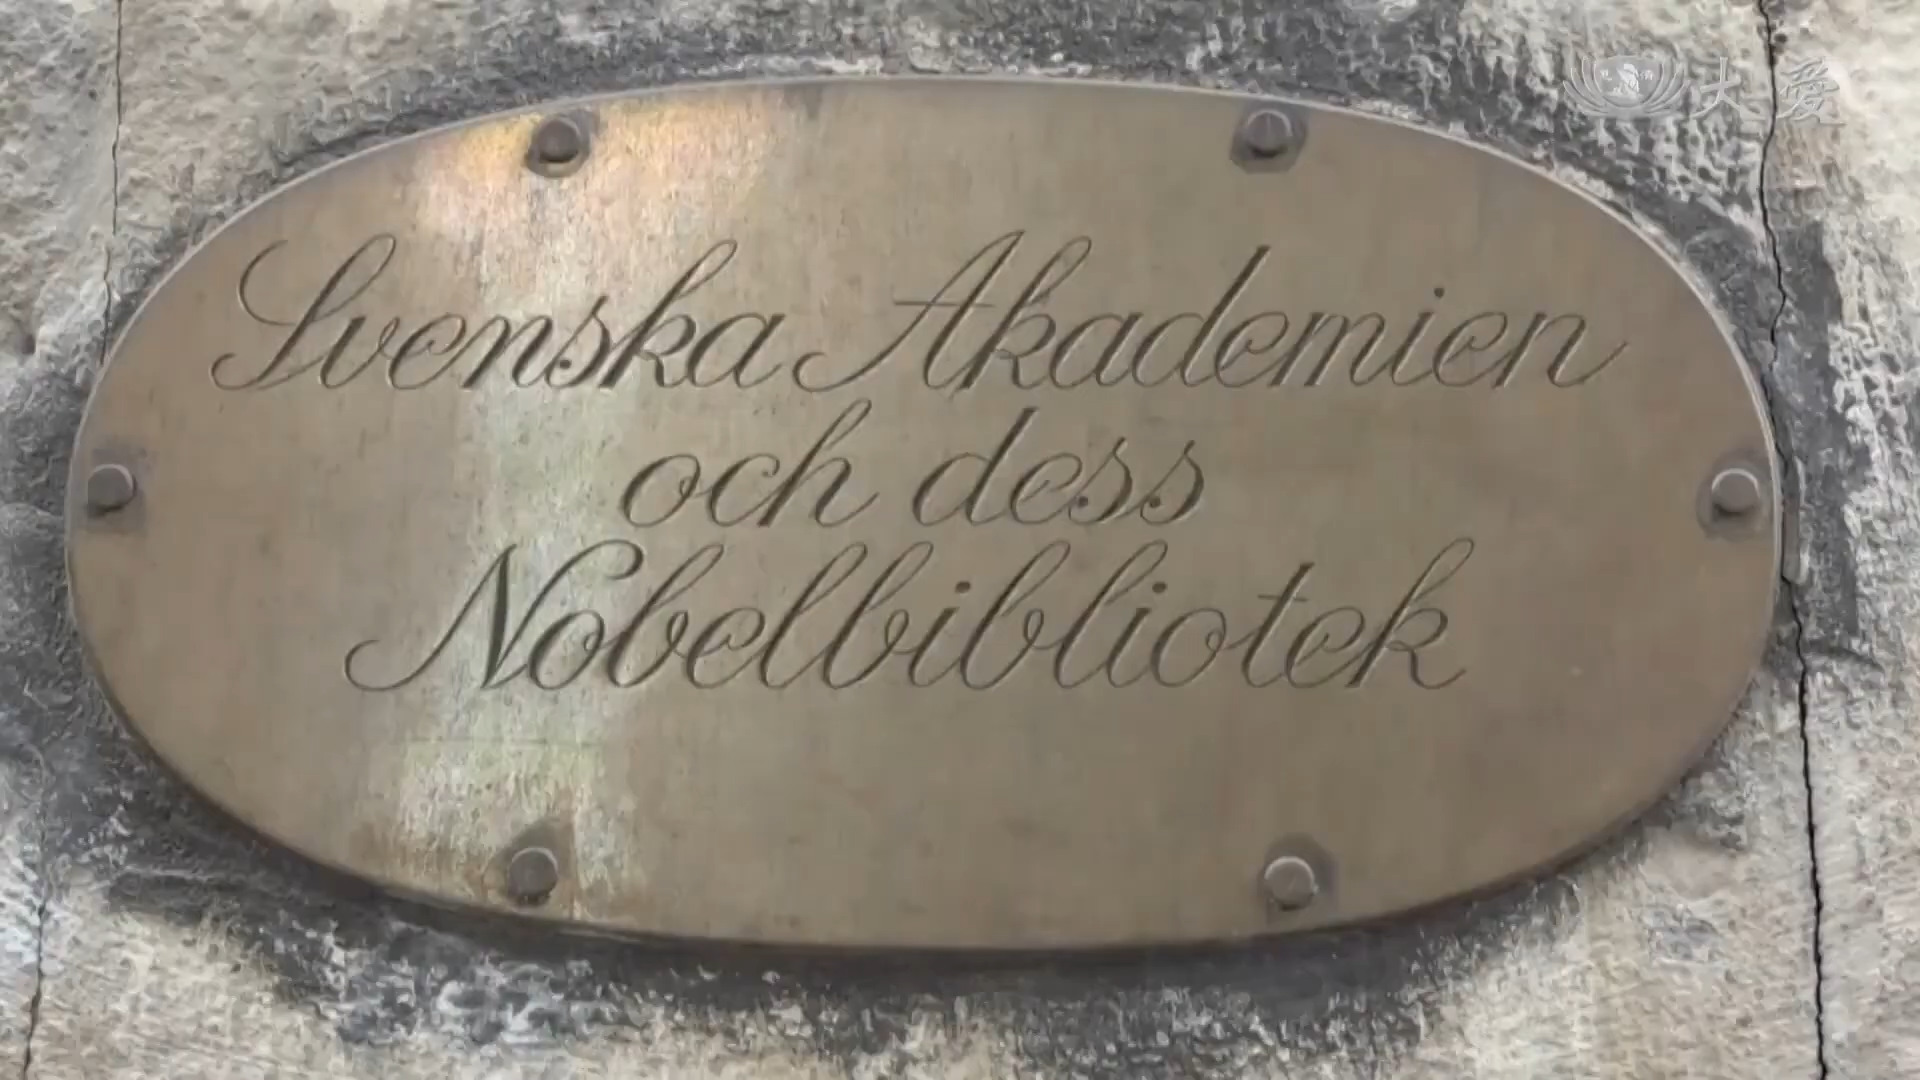 大愛
Svenska Akademien
och dess
Nobelbibliotek